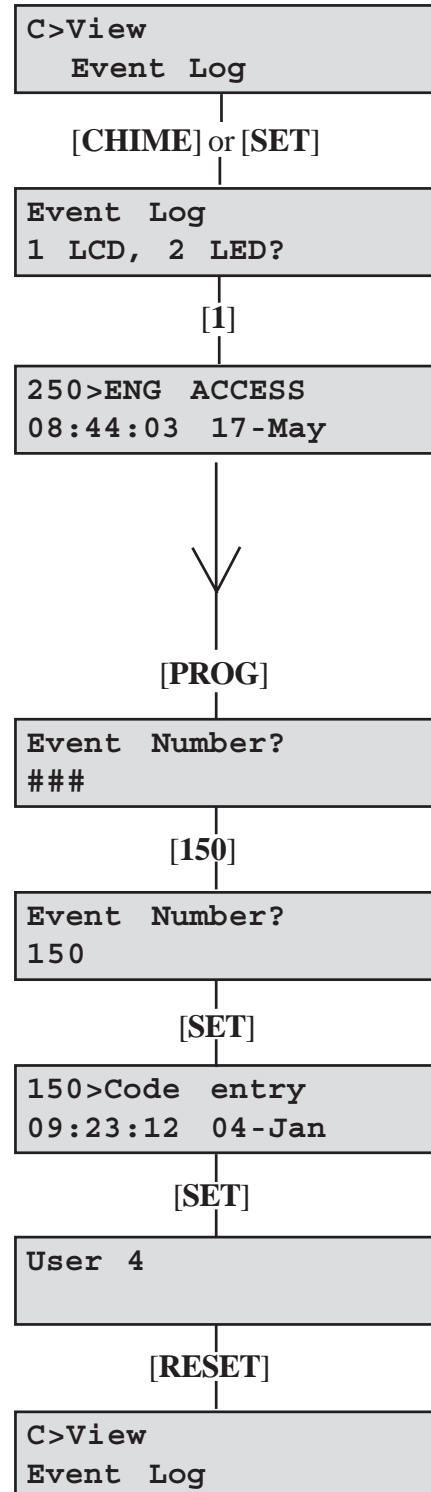 C>View
Event Log
[CHIME] or [SET]
Event Log
1 LCD, 2 LED?
[1]
250>ENG ACCESS
08:44:03 17-May
[PROG]
Event Number?
###
[150]
Event Number?
150
[SET]
150>Code entry
09:23:12 04-Jan
[SET]
User 4
[RESET]
C>View
Event Log